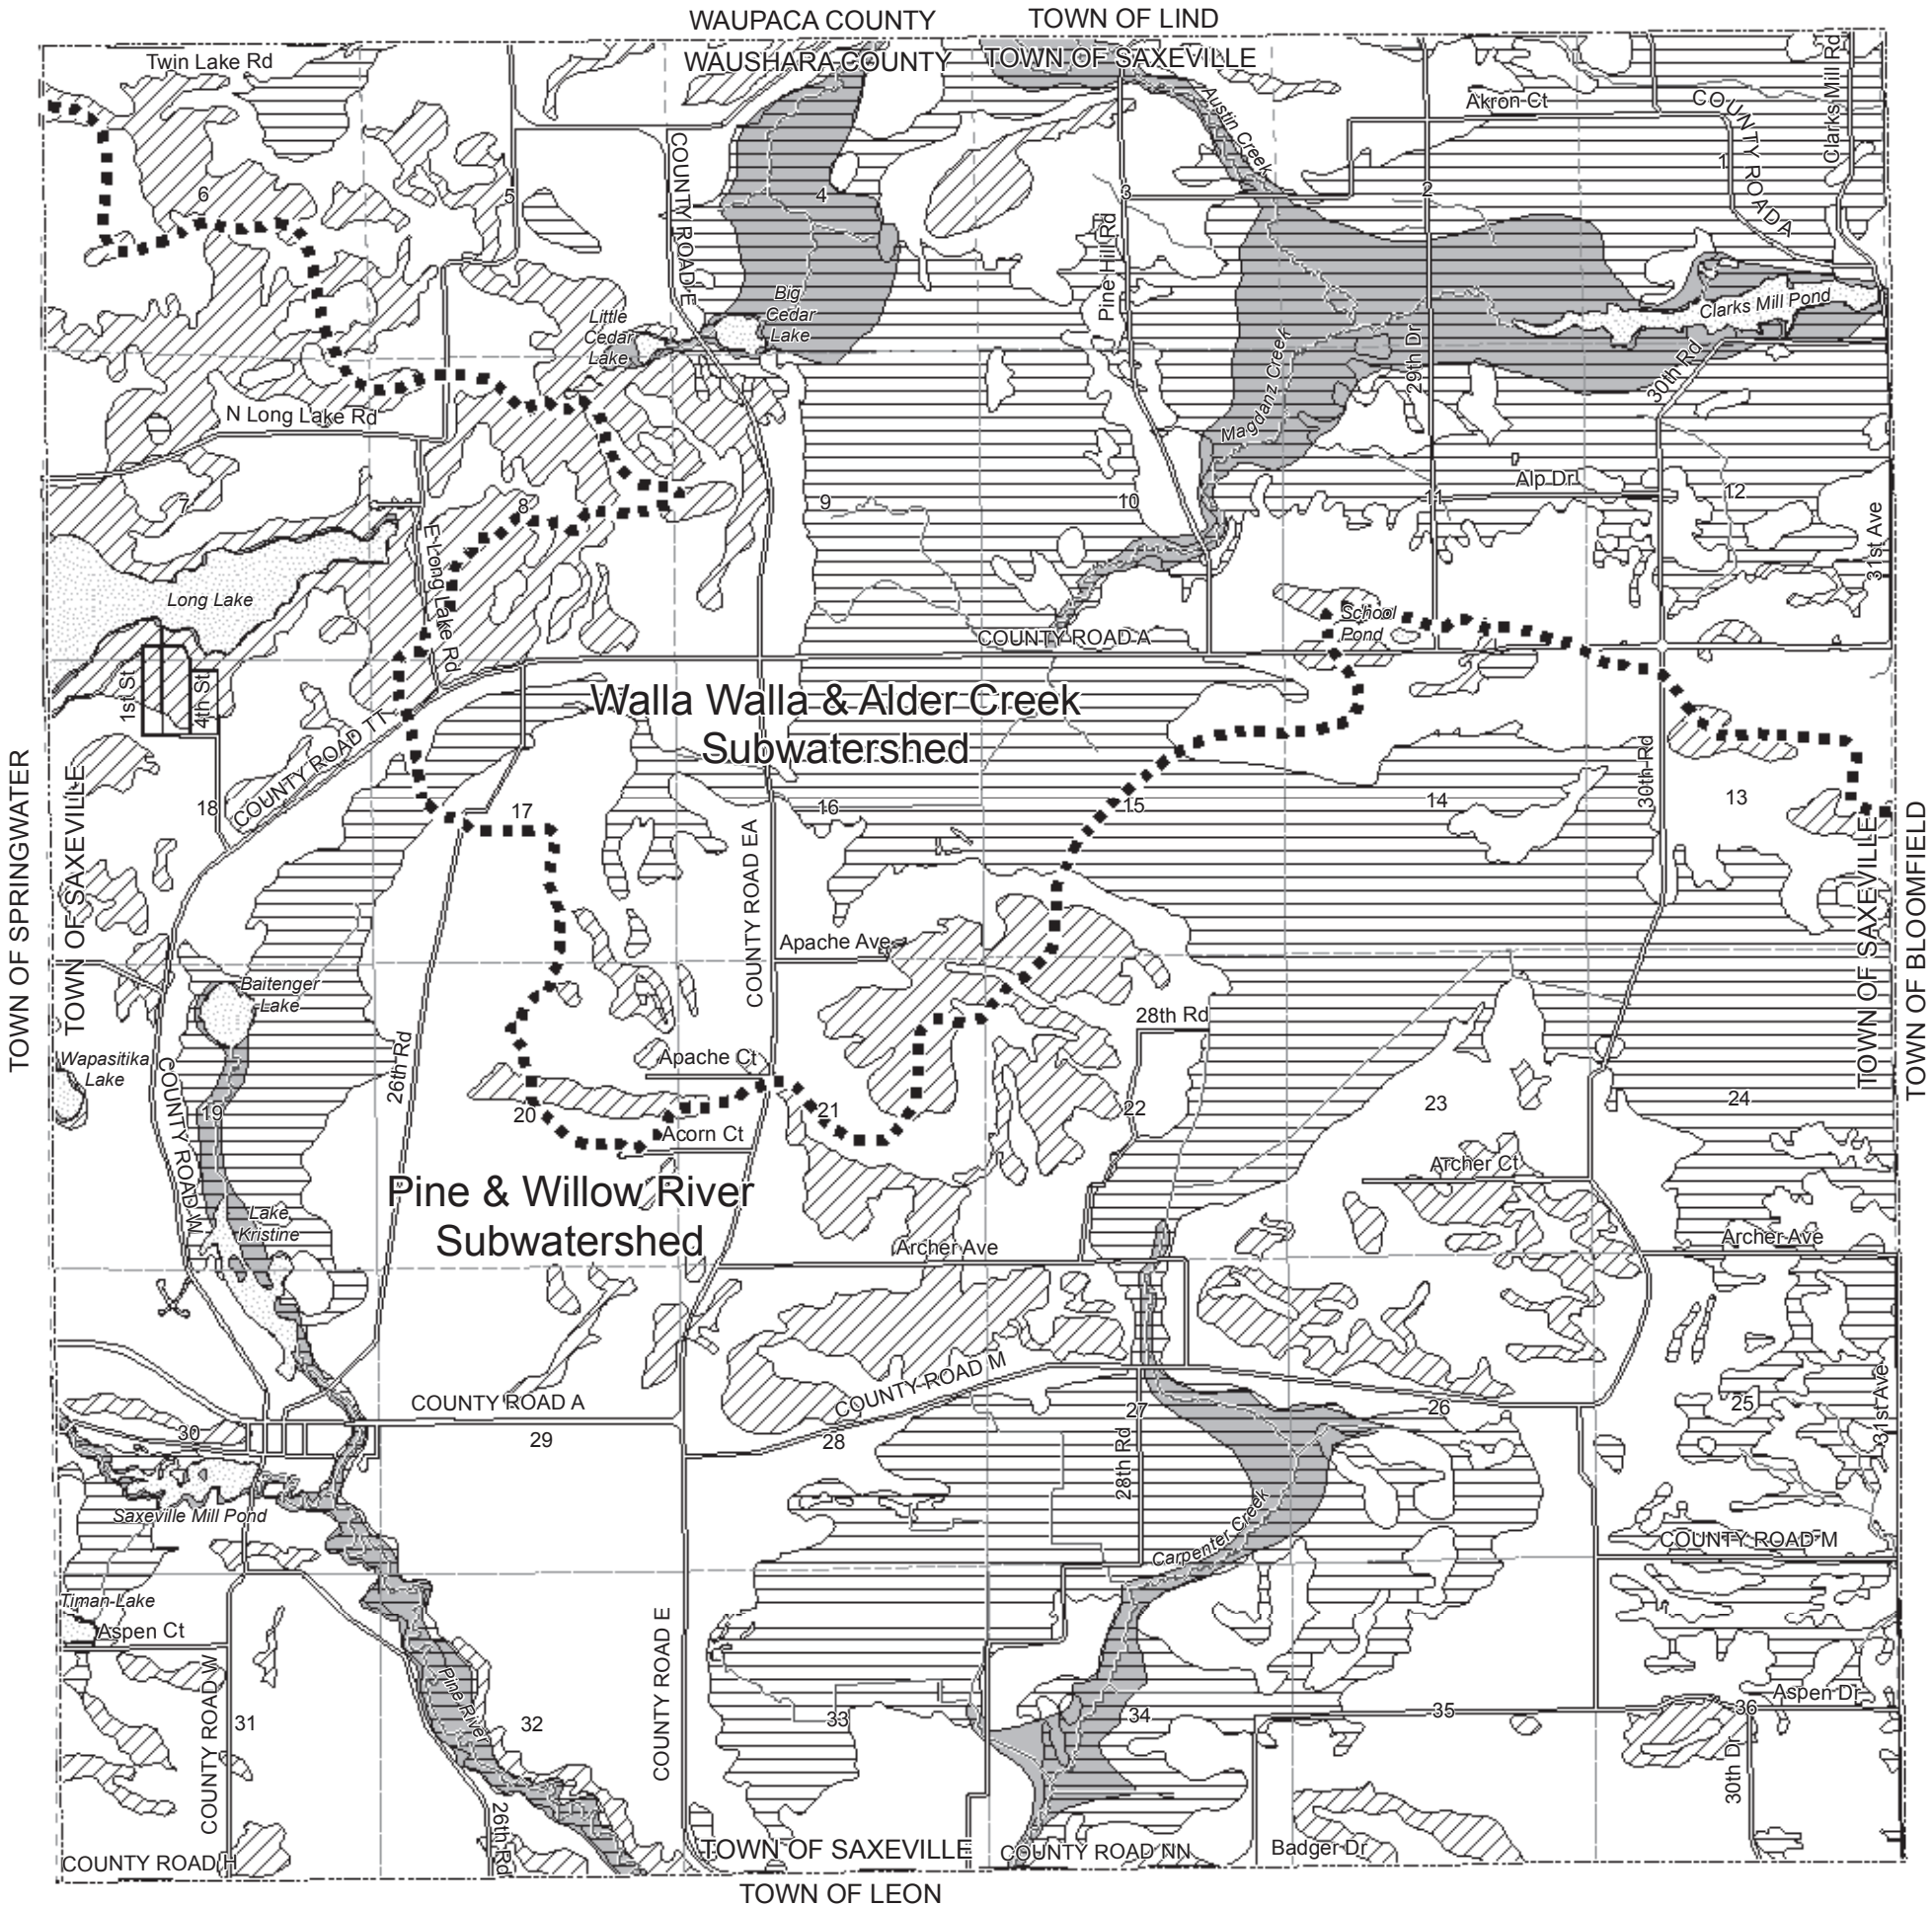 WAUPACA COUNTY
TOWN OF LIND
WAUSHARA COUNTY
TOWN OF SAXEVILLE
Twin Lake Rd
Akron Ct
COUNTY ROAD A
Clarks Mill Rd
Austin Creek
COUNTY ROAD E
6
5
4
3
2
1
Pine Hill Rd
Big
Cedar
Lake
Little
Cedar
Lake
Clarks Mill Pond
29th Dr
30th Rd
Magdanz Creek
N Long Lake Rd
Alp Dr
7
8
9
10
11
12
31st Ave
E Long Lake Rd
Long Lake
School
Pond
COUNTY ROAD A
1st St
4th St
COUNTY ROAD TT
Walla Walla & Alder Creek
Subwatershed
30th Rd
18
17
16
15
14
13
TOWN OF SPRINGWATER
TOWN OF SAXEVILLE
TOWN OF SAXEVILLE
TOWN OF BLOOMFIELD
COUNTY ROAD EA
Apache Ave
Baitenger
Lake
28th Rd
Wapasitika
Lake
26th Rd
Apache Ct
COUNTY ROAD W
19
20
21
22
23
24
Acorn Ct
Archer Ct
Pine & Willow River
Subwatershed
Lake
Kristine
Archer Ave
Archer Ave
COUNTY ROAD M
COUNTY ROAD A
30
29
28
27
26
25
31st Ave
28th Rd
Saxeville Mill Pond
Carpenter Creek
COUNTY ROAD M
Timan Lake
Aspen Ct
COUNTY ROAD W
COUNTY ROAD E
Pine River
Aspen Dr
31
32
33
34
35
36
30th Dr
26th Rd
COUNTY ROAD H
TOWN OF SAXEVILLE
COUNTY ROAD NN
Badger Dr
TOWN OF LEON